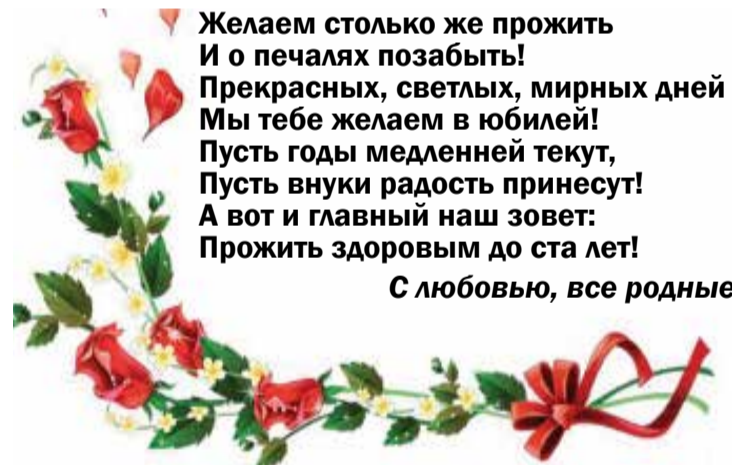 Желаем столько же прожить
И о печалях позабыть!
Прекрасных, светлых, мирных дней
Мы тебе желаем в юбилей!
Пусть годы медленней текут,
Пусть внуки радость принесут!
А вот и главный наш зовет:
Прожить здоровым до ста лет!
С любовью, все родные